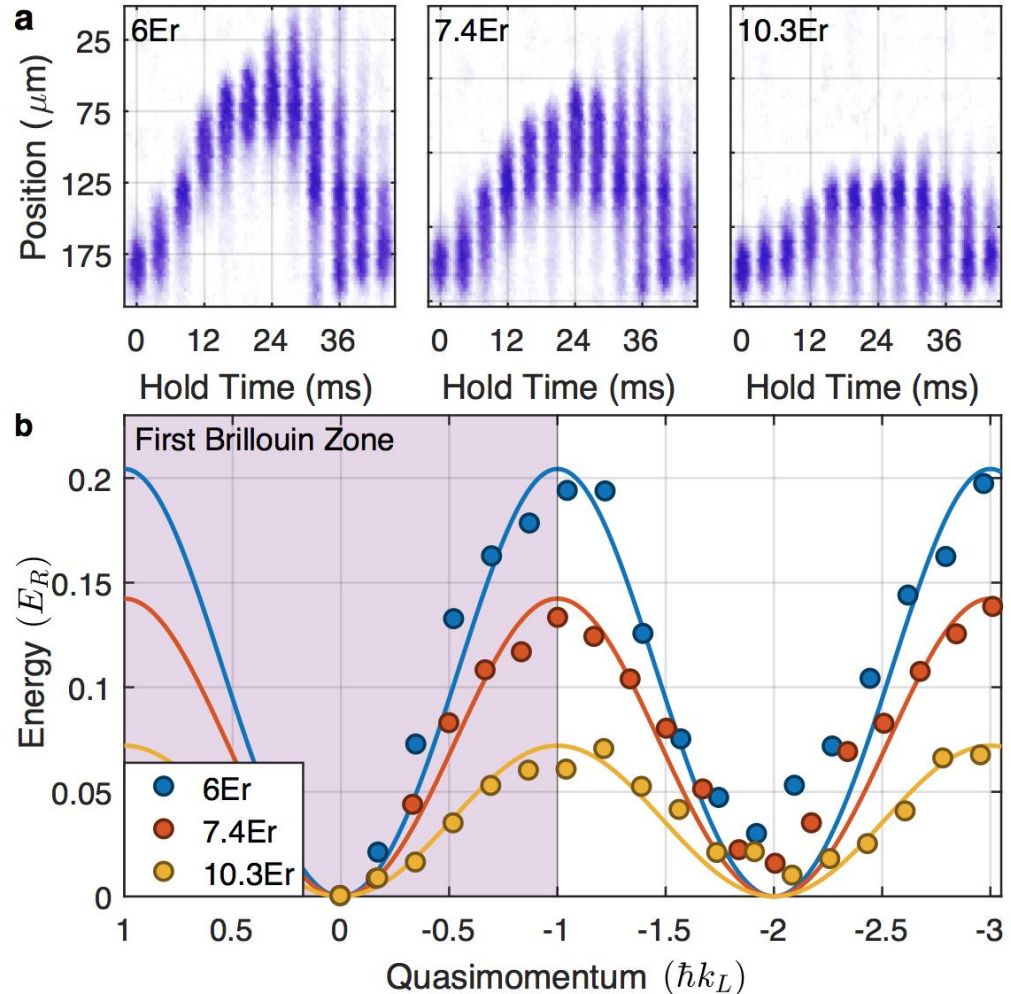 a
6Er
7.4Er
10.3Er
25
75
125
175
Position ( μm)
0 12 24 36
0 12 24 36
0 12 24 36
Hold Time (ms)
Hold Time (ms)
Hold Time (ms)
b
First Brillouin Zone
0.2
0.15
0.1
0.05
0
Energy (E_R)
6Er
7.4Er
10.3Er
1 0.5 0 -0.5 -1 -1.5 -2 -2.5 -3
Quasimomentum (ħk_L)